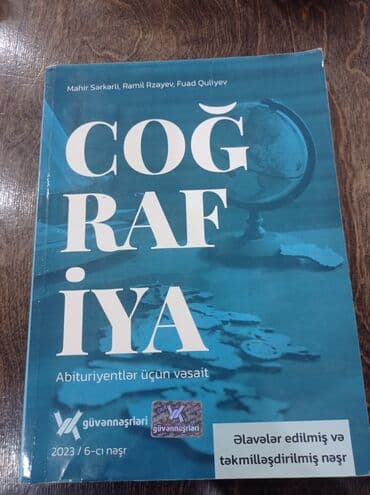 Mahir Sərkərli, Ramil Rzayev, Fuad Quliyev
COĞ
RAF
İYA
Abituriyentlər üçün vəsait
güvənnəşrləri
güvənnəşrləri
2023 / 6-cı nəşr
Əlavələr edilmiş və
təkmilləşdirilmiş nəşr